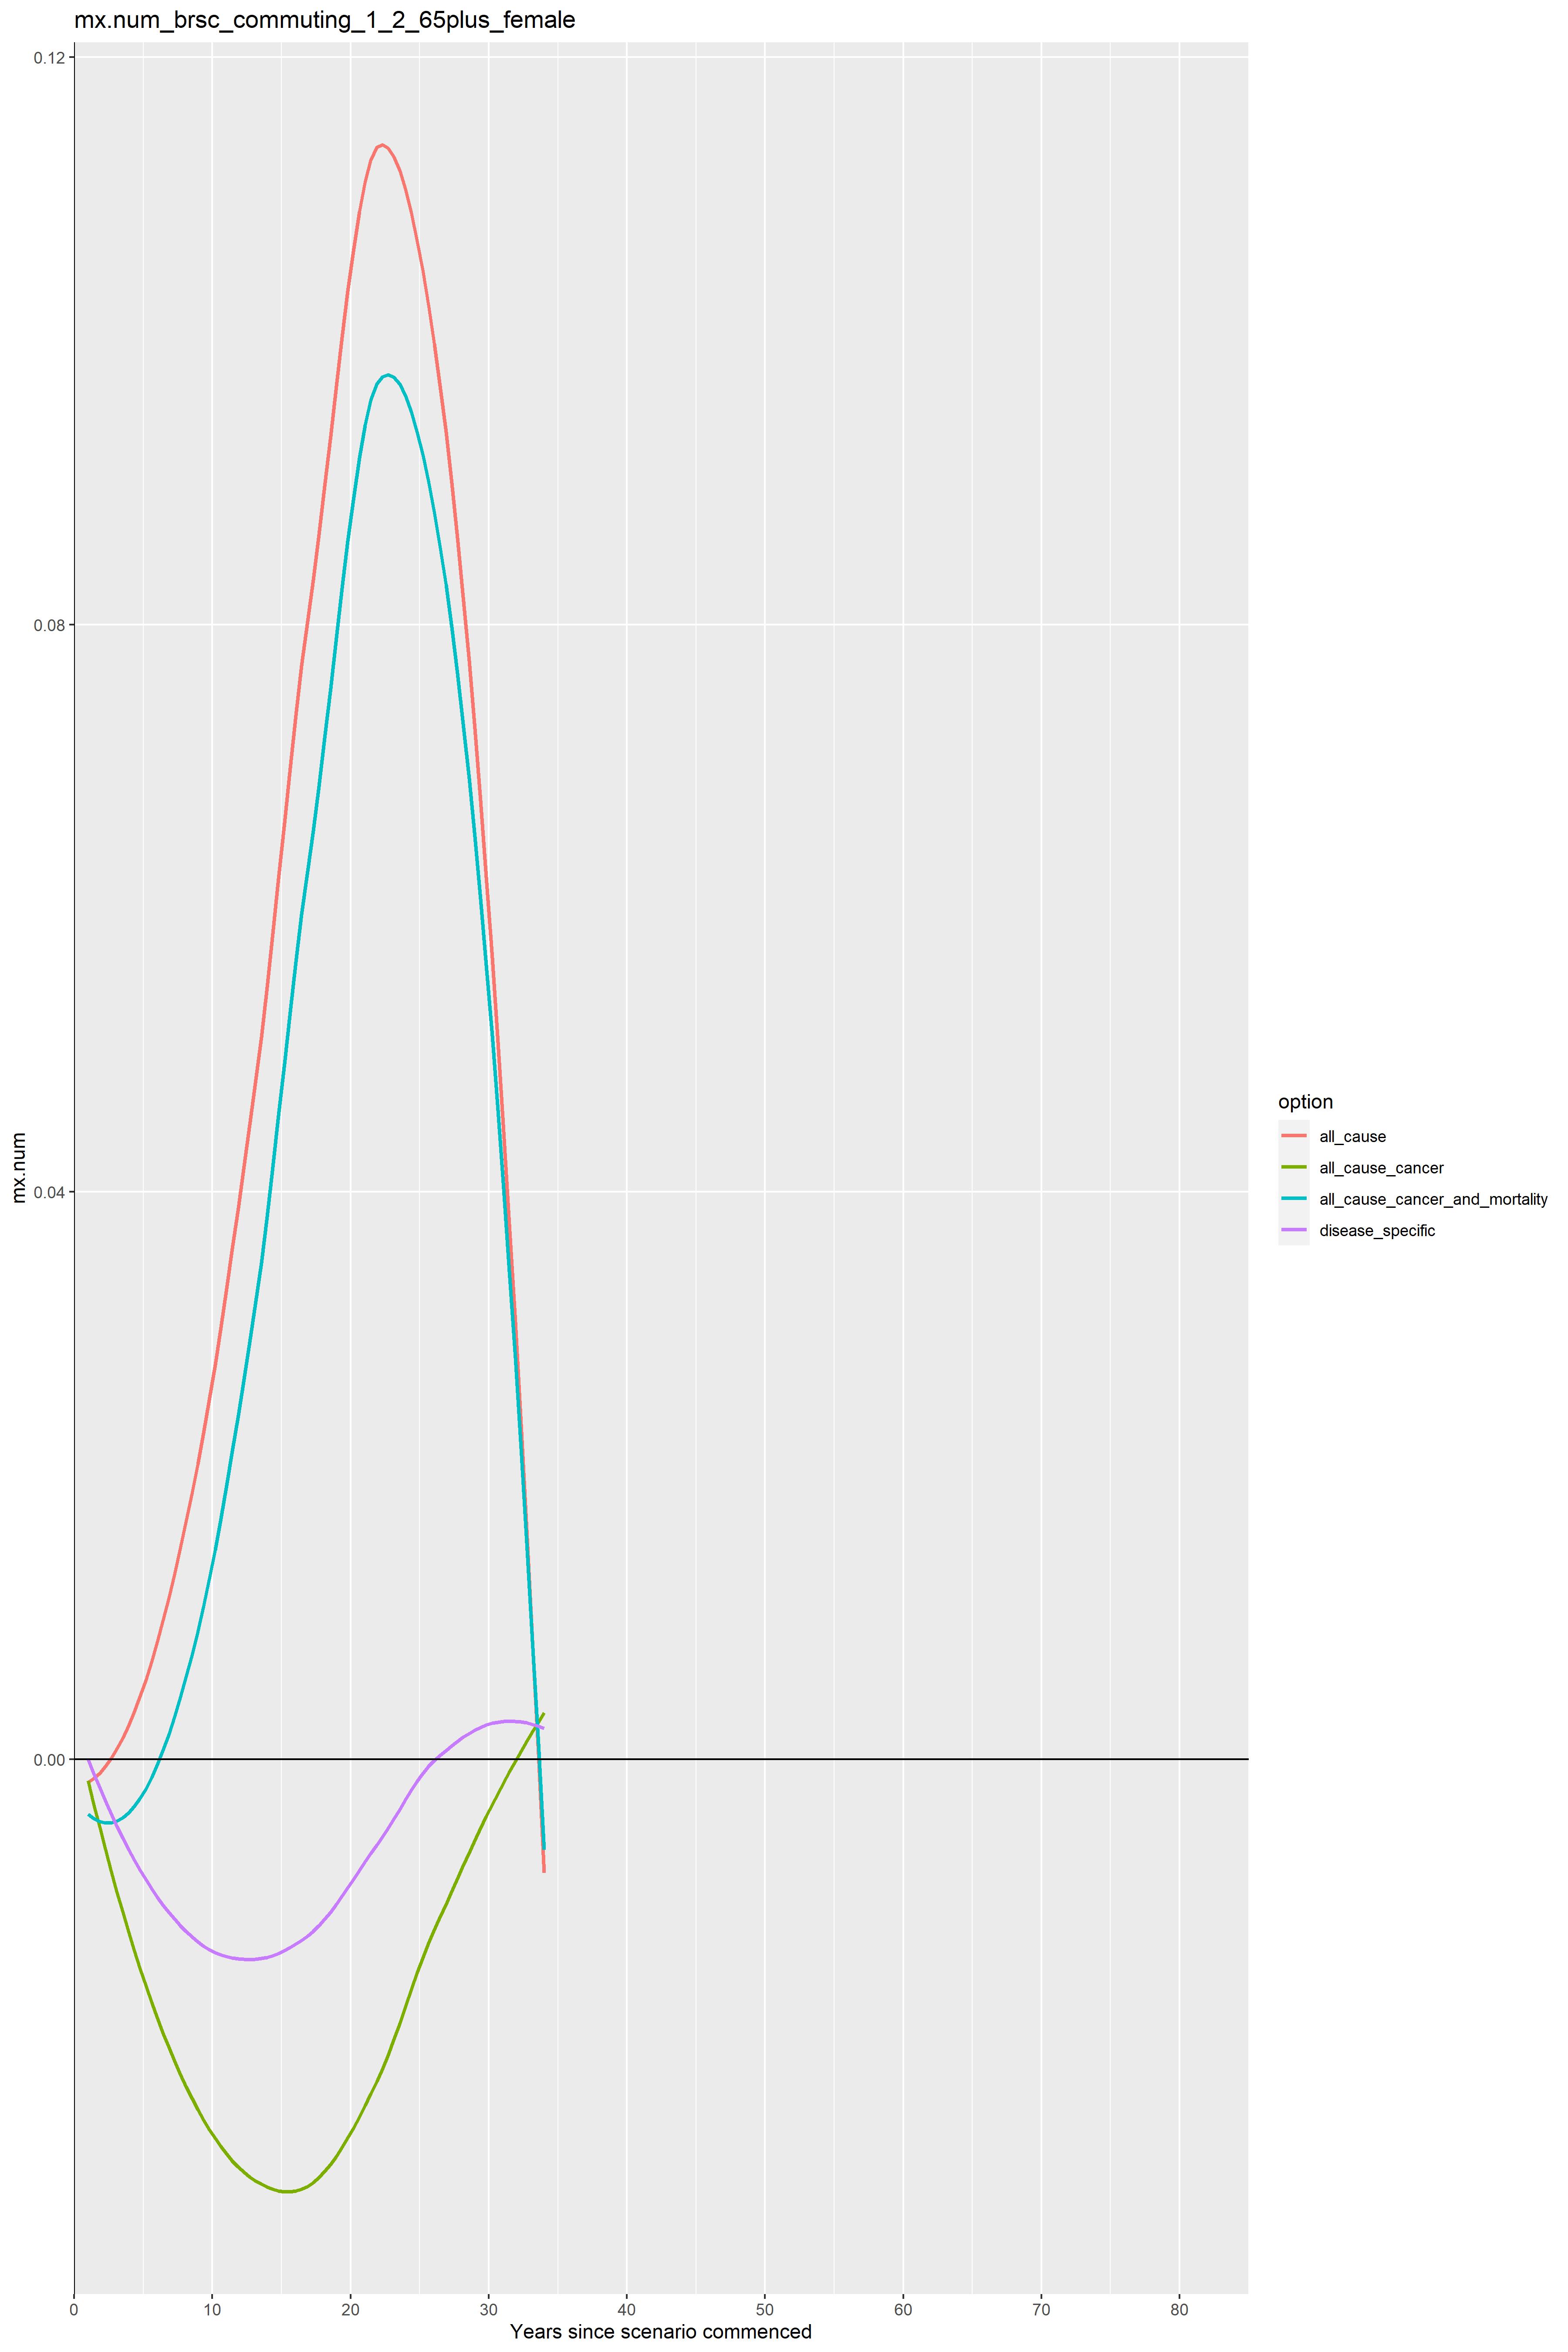 mx.num_brsc_commuting_1_2_65plus_female
0.12
0.08
0.04
0.00
mx.num
0 10 20 30 40 50 60 70 80
Years since scenario commenced
option
all_cause
all_cause_cancer
all_cause_cancer_and_mortality
disease_specific